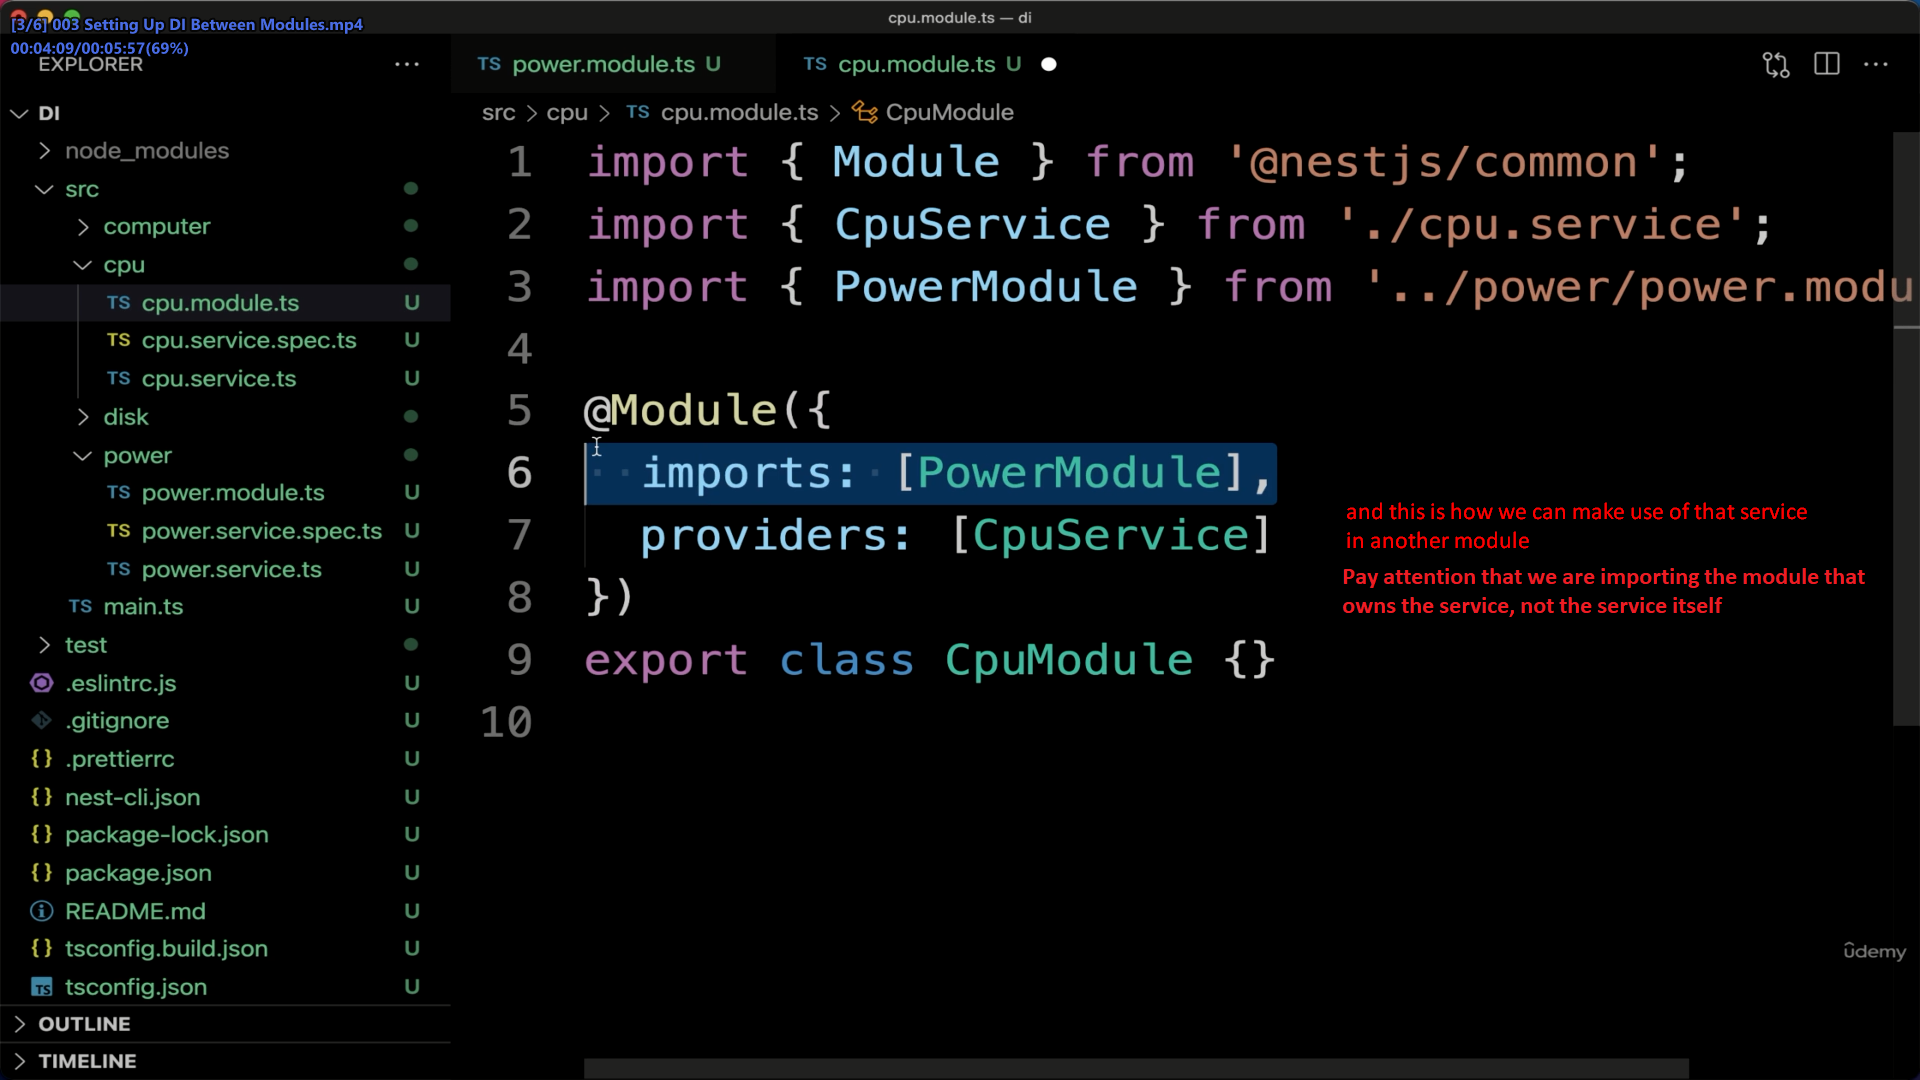 cpu.module.ts — di
[3/6] 003 Setting Up DI Between Modules.mp4
00:04:09/00:05:57(69%)
EXPLORER
TS power.module.ts U
TS cpu.module.ts U
DI
src > cpu > TS cpu.module.ts > CpuModule
node_modules
src
computer
cpu
TS cpu.module.ts U
TS cpu.service.spec.ts U
TS cpu.service.ts U
disk
power
TS power.module.ts U
TS power.service.spec.ts U
TS power.service.ts U
TS main.ts U
test
.eslintrc.js U
.gitignore U
{} .prettierrc U
{} nest-cli.json U
{} package-lock.json U
{} package.json U
README.md U
{} tsconfig.build.json U
TS tsconfig.json U
OUTLINE
TIMELINE
1 import { Module } from '@nestjs/common';
2 import { CpuService } from './cpu.service';
3 import { PowerModule } from '../power/power.modu
4
5 @Module({
6 imports: [PowerModule],
7 providers: [CpuService]
8 })
9 export class CpuModule {}
10
and this is how we can make use of that service
in another module
Pay attention that we are importing the module that
owns the service, not the service itself
ûdemy